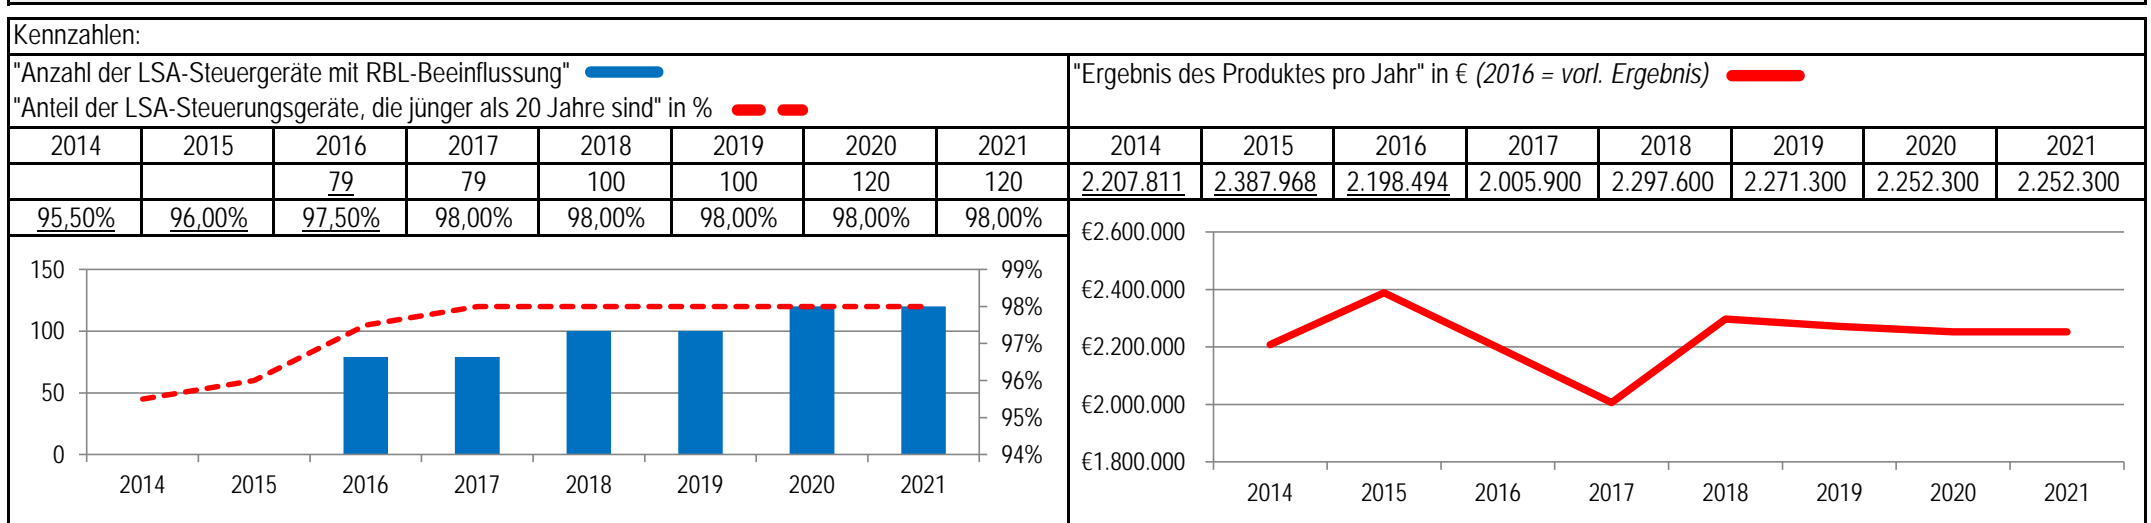 Kennzahlen:
"Anzahl der LSA-Steuergeräte mit RBL-Beeinflussung"
"Anteil der LSA-Steuerungsgeräte, die jünger als 20 Jahre sind" in %
2014 2015 2016 2017 2018 2019 2020 2021
79 79 100 100 120 120
95,50% 96,00% 97,50% 98,00% 98,00% 98,00% 98,00% 98,00%
150
100
50
0
99%
98%
97%
96%
95%
94%
2014 2015 2016 2017 2018 2019 2020 2021
"Ergebnis des Produktes pro Jahr" in € (2016 = vorl. Ergebnis)
2014 2015 2016 2017 2018 2019 2020 2021
2.207.811 2.387.968 2.198.494 2.005.900 2.297.600 2.271.300 2.252.300 2.252.300
€2.600.000
€2.400.000
€2.200.000
€2.000.000
€1.800.000
2014 2015 2016 2017 2018 2019 2020 2021